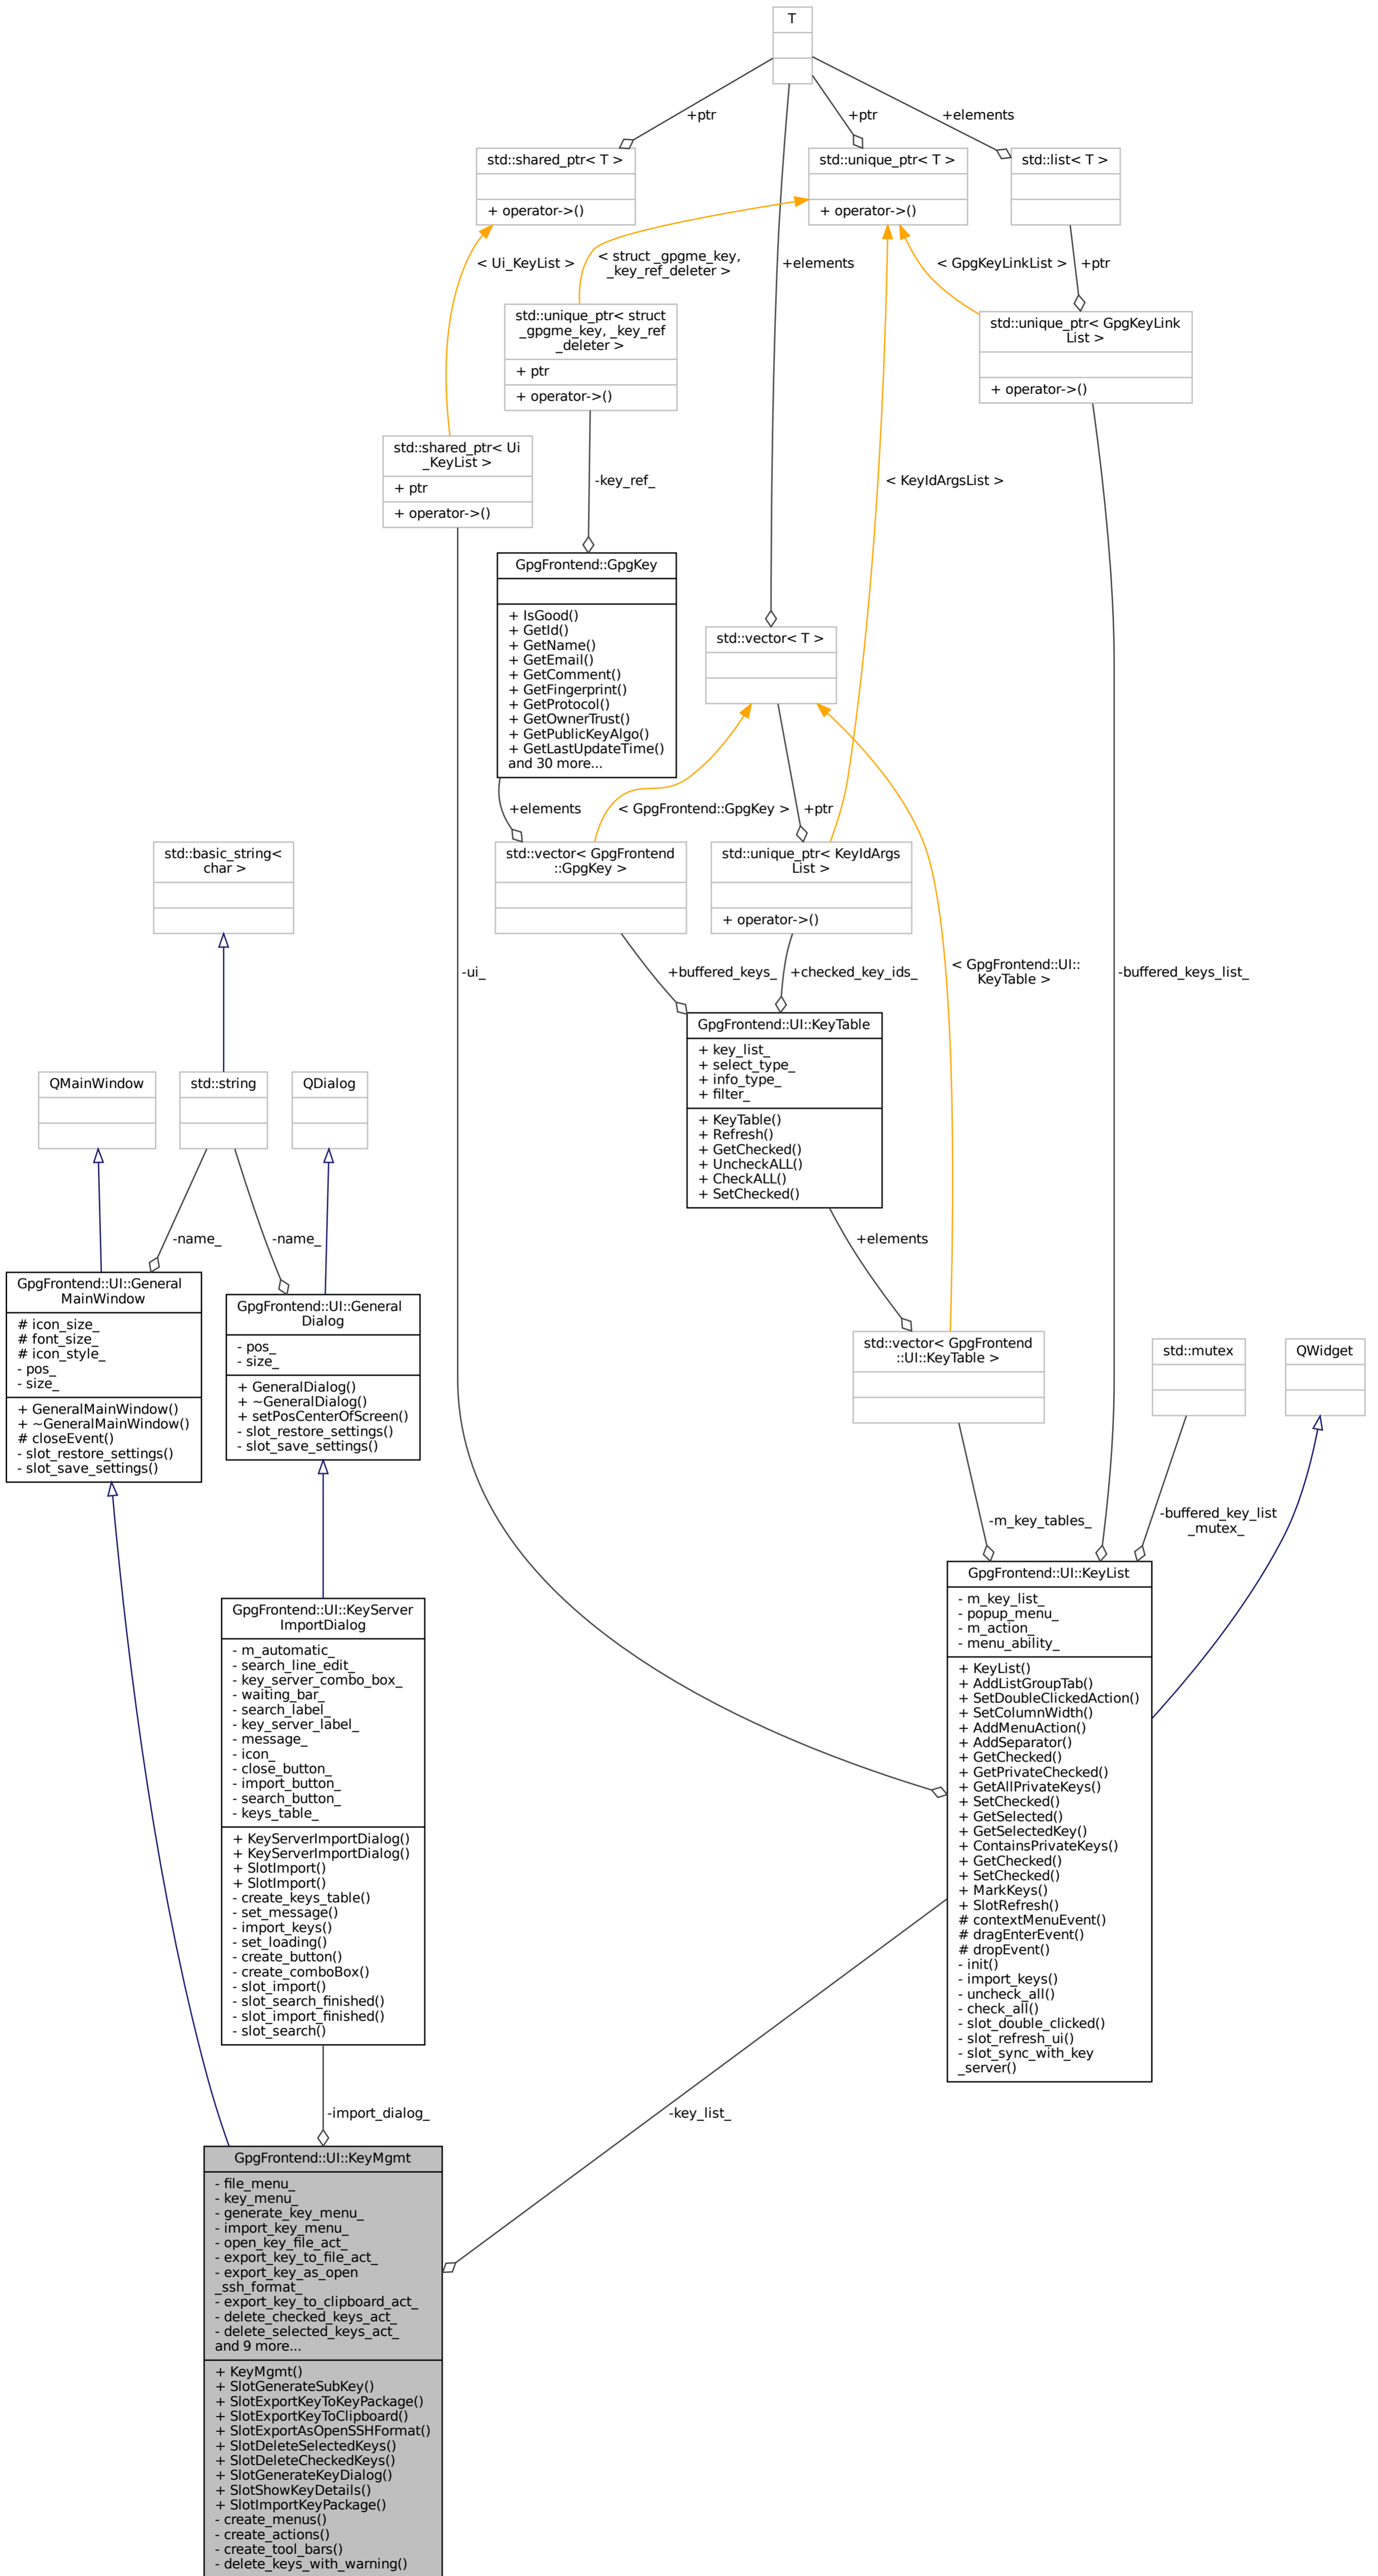 T
+ptr
+ptr
+elements
std::shared_ptr< T >
+ operator->()
std::unique_ptr< T >
+ operator->()
std::list< T >
< Ui_KeyList >
< struct _gpgme_key,
_key_ref_deleter >
+elements
< GpgKeyLinkList >
+ptr
std::unique_ptr< struct
_gpgme_key, _key_ref
_deleter >
+ ptr
+ operator->()
std::unique_ptr< GpgKeyLink
List >
+ operator->()
std::shared_ptr< Ui
_KeyList >
+ ptr
+ operator->()
-key_ref_
< KeyIdArgsList >
GpgFrontend::GpgKey
+ IsGood()
+ GetId()
+ GetName()
+ GetEmail()
+ GetComment()
+ GetFingerprint()
+ GetProtocol()
+ GetOwnerTrust()
+ GetPublicKeyAlgo()
+ GetLastUpdateTime()
and 30 more...
std::vector< T >
+elements
< GpgFrontend::GpgKey >
+ptr
std::basic_string<
char >
std::vector< GpgFrontend
::GpgKey >
std::unique_ptr< KeyIdArgs
List >
+ operator->()
-ui_
+buffered_keys_
+checked_key_ids_
< GpgFrontend::UI::
KeyTable >
-buffered_keys_list_
GpgFrontend::UI::KeyTable
+ key_list_
+ select_type_
+ info_type_
+ filter_
+ KeyTable()
+ Refresh()
+ GetChecked()
+ UncheckALL()
+ CheckALL()
+ SetChecked()
QMainWindow
std::string
QDialog
-name_
-name_
+elements
GpgFrontend::UI::General
MainWindow
# icon_size_
# font_size_
# icon_style_
- pos_
- size_
+ GeneralMainWindow()
+ ~GeneralMainWindow()
# closeEvent()
- slot_restore_settings()
- slot_save_settings()
GpgFrontend::UI::General
Dialog
- pos_
- size_
+ GeneralDialog()
+ ~GeneralDialog()
+ setPosCenterOfScreen()
- slot_restore_settings()
- slot_save_settings()
std::vector< GpgFrontend
::UI::KeyTable >
std::mutex
QWidget
-m_key_tables_
-buffered_key_list
_mutex_
GpgFrontend::UI::KeyServer
ImportDialog
- m_automatic_
- search_line_edit_
- key_server_combo_box_
- waiting_bar_
- search_label_
- key_server_label_
- message_
- icon_
- close_button_
- import_button_
- search_button_
- keys_table_
+ KeyServerImportDialog()
+ KeyServerImportDialog()
+ SlotImport()
+ SlotImport()
- create_keys_table()
- set_message()
- import_keys()
- set_loading()
- create_button()
- create_comboBox()
- slot_import()
- slot_search_finished()
- slot_import_finished()
- slot_search()
GpgFrontend::UI::KeyList
- m_key_list_
- popup_menu_
- m_action_
- menu_ability_
+ KeyList()
+ AddListGroupTab()
+ SetDoubleClickedAction()
+ SetColumnWidth()
+ AddMenuAction()
+ AddSeparator()
+ GetChecked()
+ GetPrivateChecked()
+ GetAllPrivateKeys()
+ SetChecked()
+ GetSelected()
+ GetSelectedKey()
+ ContainsPrivateKeys()
+ GetChecked()
+ SetChecked()
+ MarkKeys()
+ SlotRefresh()
# contextMenuEvent()
# dragEnterEvent()
# dropEvent()
- init()
- import_keys()
- uncheck_all()
- check_all()
- slot_double_clicked()
- slot_refresh_ui()
- slot_sync_with_key
_server()
-import_dialog_
-key_list_
GpgFrontend::UI::KeyMgmt
- file_menu_
- key_menu_
- generate_key_menu_
- import_key_menu_
- open_key_file_act_
- export_key_to_file_act_
- export_key_as_open
_ssh_format_
- export_key_to_clipboard_act_
- delete_checked_keys_act_
- delete_selected_keys_act_
and 9 more...
+ KeyMgmt()
+ SlotGenerateSubKey()
+ SlotExportKeyToKeyPackage()
+ SlotExportKeyToClipboard()
+ SlotExportAsOpenSSHFormat()
+ SlotDeleteSelectedKeys()
+ SlotDeleteCheckedKeys()
+ SlotGenerateKeyDialog()
+ SlotShowKeyDetails()
+ SlotImportKeyPackage()
- create_menus()
- create_actions()
- create_tool_bars()
- delete_keys_with_warning()